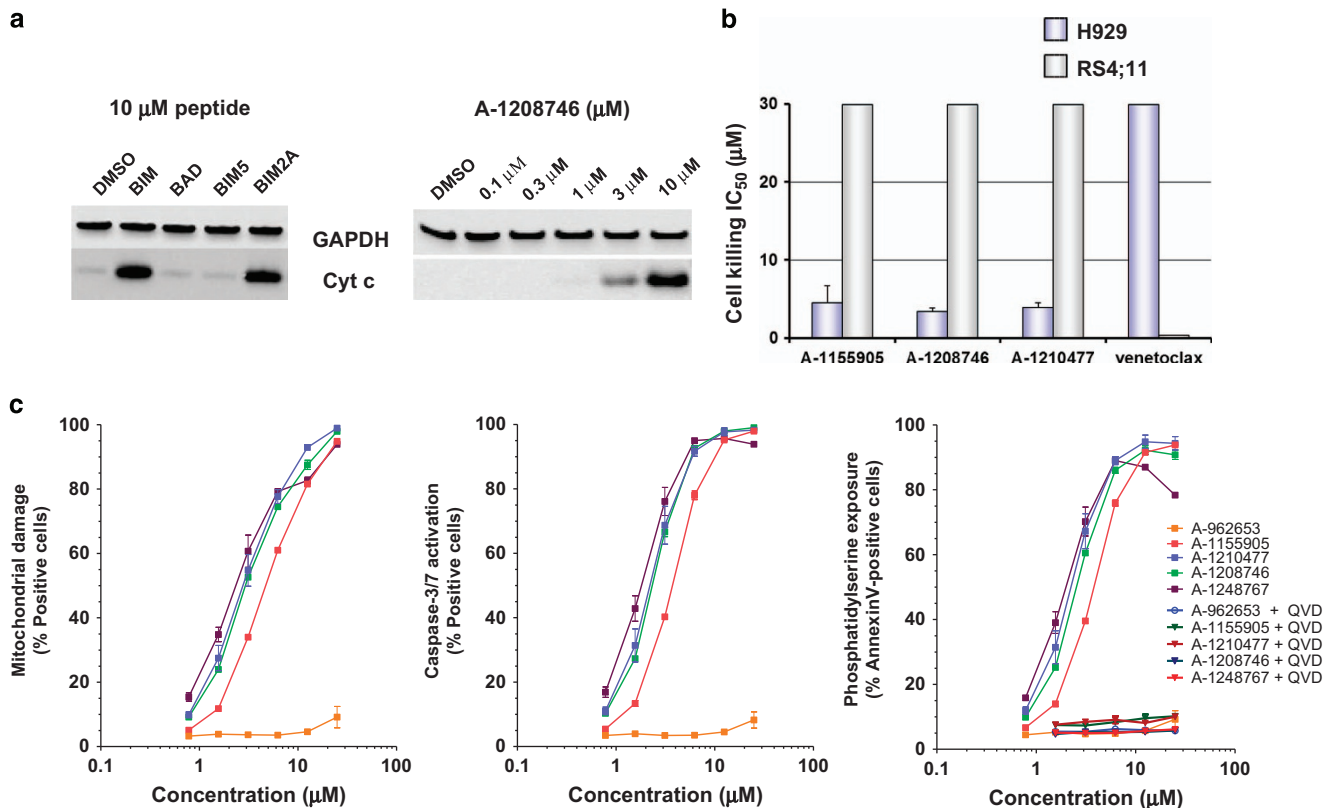 a
10 μM peptide
DMSO
BIM
BAD
BIM5
BIM2A
A-1208746 (μM)
DMSO
0.1 μM
0.3 μM
1 μM
3 μM
10 μM
GAPDH
Cyt c
b
H929
RS4;11
Cell killing IC50 (μM)
30
20
10
0
A-1155905
A-1208746
A-1210477
venetoclax
c
Mitochondrial damage
(% Positive cells)
100
80
60
40
20
0
0.1
1
10
100
Concentration (μM)
Caspase-3/7 activation
(% Positive cells)
100
80
60
40
20
0
0.1
1
10
100
Concentration (μM)
Phosphatidylserine exposure
(% AnnexinV-positive cells)
100
80
60
40
20
0
0.1
1
10
100
Concentration (μM)
A-962653
A-1155905
A-1210477
A-1208746
A-1248767
A-962653 + QVD
A-1155905 + QVD
A-1210477 + QVD
A-1208746 + QVD
A-1248767 + QVD